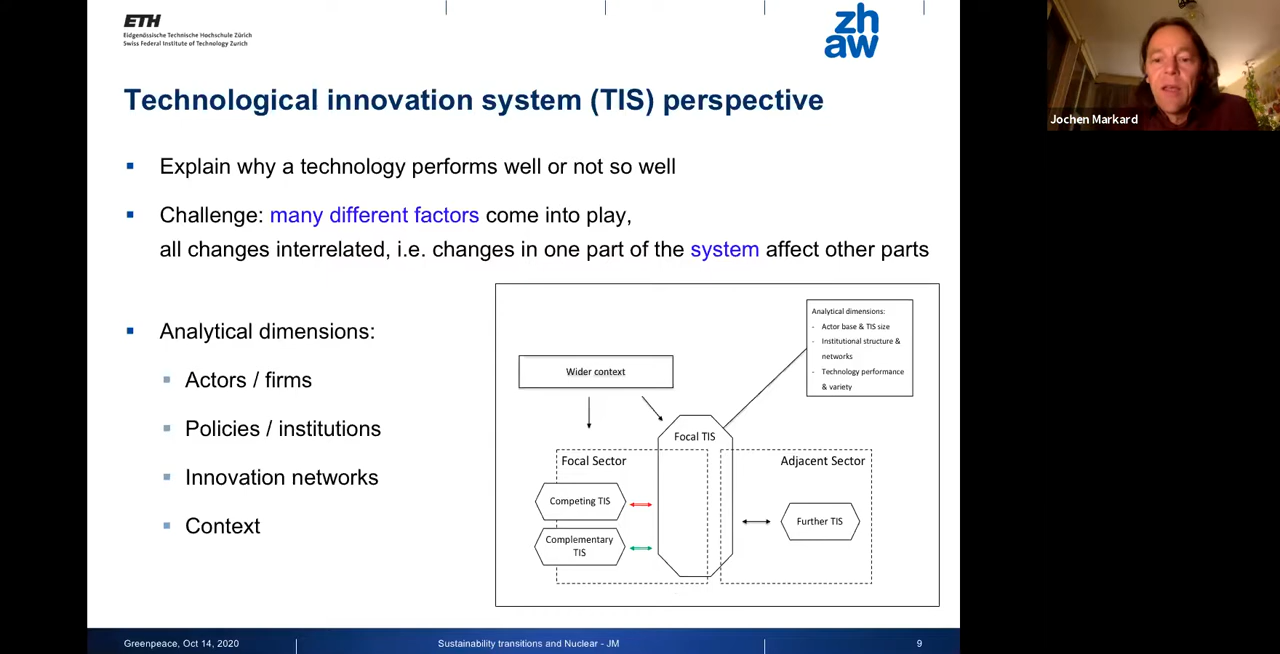 ETH
Eidgenössische Technische Hochschule Zürich
Swiss Federal Institute of Technology Zurich
zh
aw
Jochen Markard
Technological innovation system (TIS) perspective
Explain why a technology performs well or not so well
Challenge: many different factors come into play,
all changes interrelated, i.e. changes in one part of the system affect other parts
Analytical dimensions:
Actors / firms
Policies / institutions
Innovation networks
Context
Analytical dimensions:
- Actor base & TIS size
- Institutional structure &
networks
- Technology performance
& variety
Wider context
Focal TIS
Focal Sector
Adjacent Sector
Competing TIS
Complementary
TIS
Further TIS
Greenpeace, Oct 14, 2020
Sustainability transitions and Nuclear - JM
9